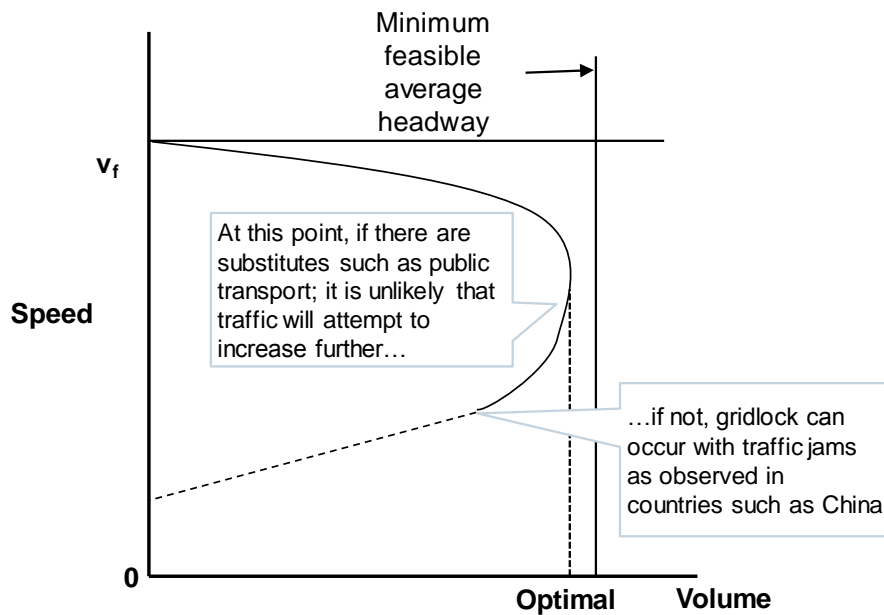 Minimum
feasible
average
headway
v_f
At this point, if there are
substitutes such as public
transport; it is unlikely that
traffic will attempt to
increase further…
Speed
…if not, gridlock can
occur with traffic jams
as observed in
countries such as China
0
Optimal
Volume